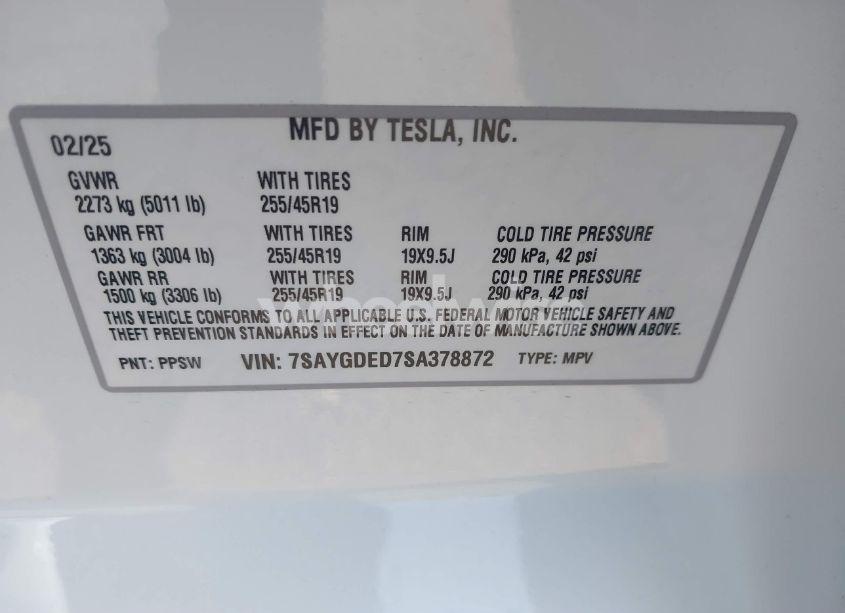 MFD BY TESLA, INC.
02/25
GVWR WITH TIRES
2273 kg (5011 lb) 255/45R19
GAWR FRT WITH TIRES RIM COLD TIRE PRESSURE
1363 kg (3004 lb) 255/45R19 19X9.5J 290 kPa, 42 psi
GAWR RR WITH TIRES RIM COLD TIRE PRESSURE
1500 kg (3306 lb) 255/45R19 19X9.5J 290 kPa, 42 psi
THIS VEHICLE CONFORMS TO ALL APPLICABLE U.S. FEDERAL MOTOR VEHICLE SAFETY AND
THEFT PREVENTION STANDARDS IN EFFECT ON THE DATE OF MANUFACTURE SHOWN ABOVE.
PNT: PPSW VIN: 7SAYGDED7SA378872 TYPE: MPV